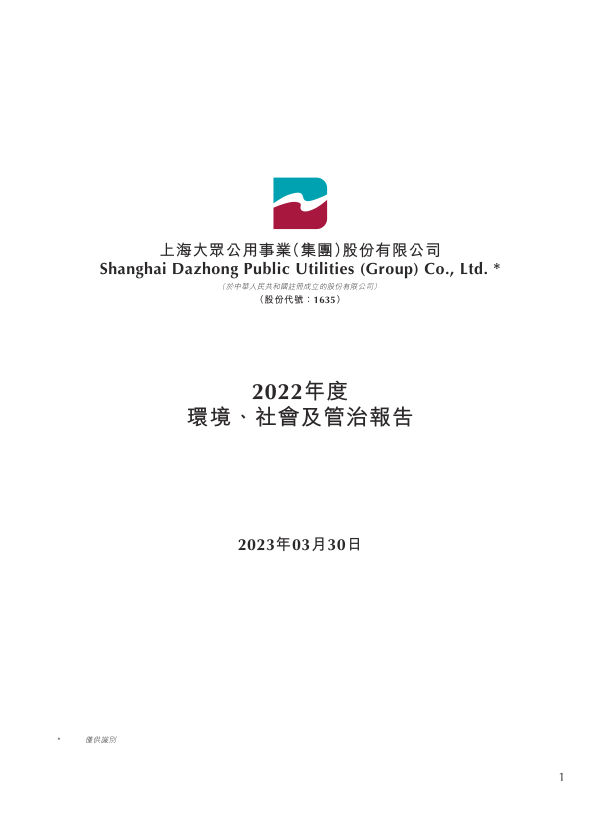 上海大眾公用事業(集團)股份有限公司
Shanghai Dazhong Public Utilities (Group) Co., Ltd. *
（於中華人民共和國註冊成立的股份有限公司）
（股份代號：1635）
2022年度
環境、社會及管治報告
2023年03月30日
* 僅供識別
1